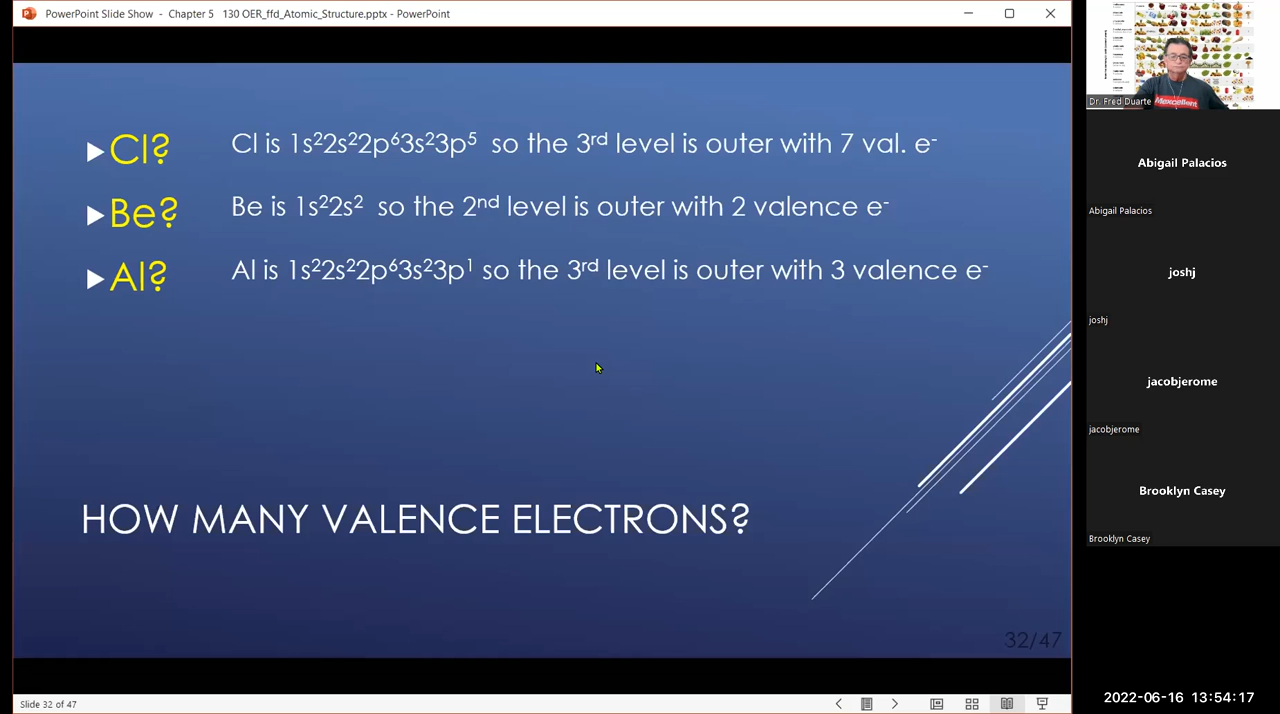 PowerPoint Slide Show - Chapter 5 130 OER_ffd_Atomic_Structure.pptx - PowerPoint
Cl? Cl is 1s²2s²2p⁶3s²3p⁵ so the 3ʳᵈ level is outer with 7 val. e⁻
Be? Be is 1s²2s² so the 2ⁿᵈ level is outer with 2 valence e⁻
Al? Al is 1s²2s²2p⁶3s²3p¹ so the 3ʳᵈ level is outer with 3 valence e⁻
HOW MANY VALENCE ELECTRONS?
32/47
Slide 32 of 47
Dr. Fred Duarte
Mexcellent
Abigail Palacios
Abigail Palacios
joshj
joshj
jacobjerome
jacobjerome
Brooklyn Casey
Brooklyn Casey
2022-06-16 13:54:17